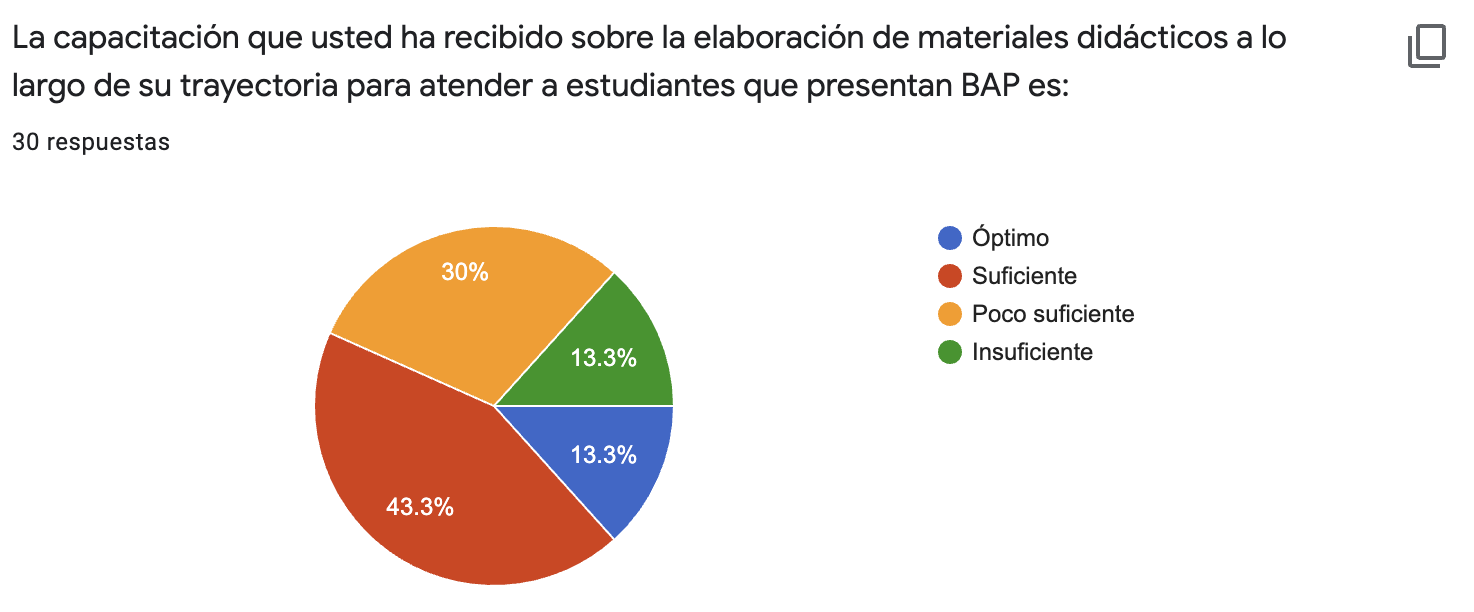 La capacitación que usted ha recibido sobre la elaboración de materiales didácticos a lo
largo de su trayectoria para atender a estudiantes que presentan BAP es:
30 respuestas
30%
13.3%
13.3%
43.3%
Óptimo
Suficiente
Poco suficiente
Insuficiente